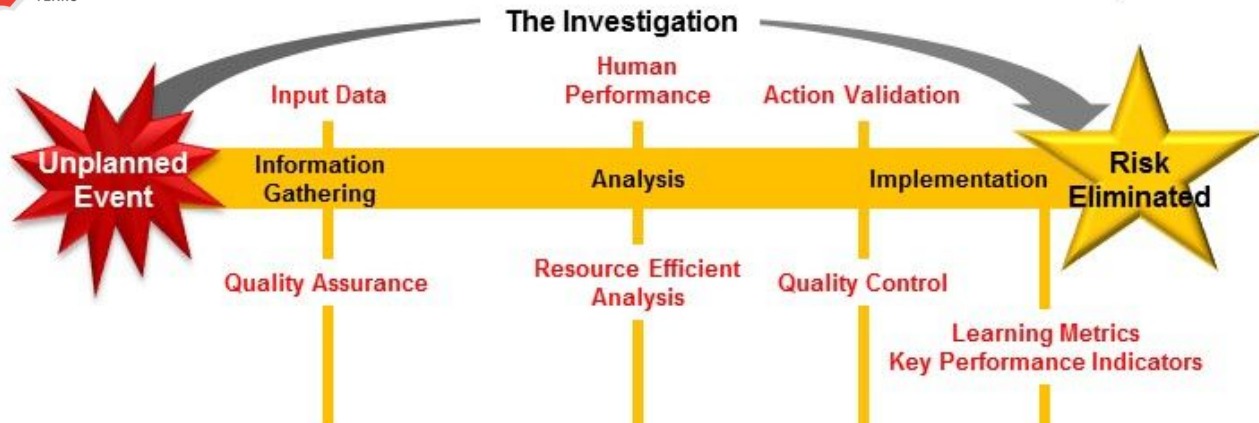 The Investigation
Input Data
Human
Performance
Action Validation
Unplanned
Event
Information
Gathering
Analysis
Implementation
Risk
Eliminated
Quality Assurance
Resource Efficient
Analysis
Quality Control
Learning Metrics
Key Performance Indicators